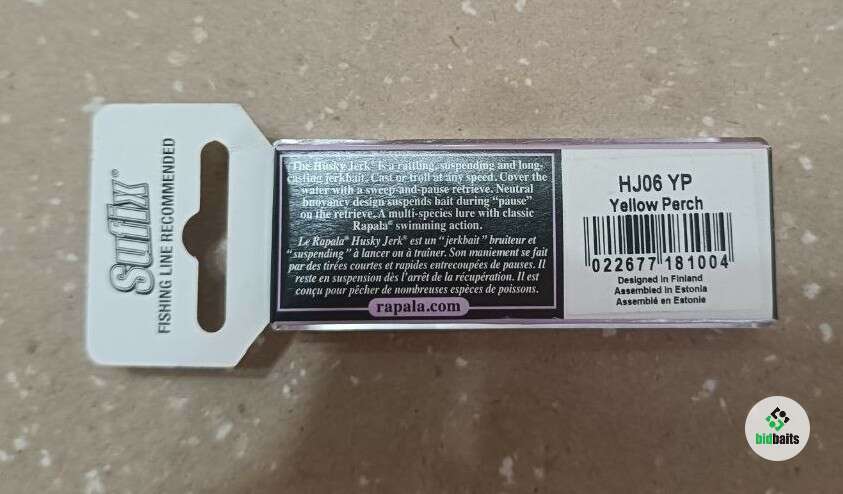 Sufix®
FISHING LINE RECOMMENDED
The Husky Jerk® is a rattling, suspending and long-
casting jerkbait. Cast or troll at any speed. Cover the
water with a sweep-and-pause retrieve. Neutral
buoyancy design suspends bait during “pause”
on the retrieve. A multi-species lure with classic
Rapala® swimming action.
Le Rapala® Husky Jerk® est un “jerkbait” bruiteur et
“suspending” à lancer ou à traîner. Son maniement se fait
par des tirées courtes et rapides entrecoupées de pauses. Il
reste en suspension dès l’arrêt de la récupération. Il est
conçu pour pêcher de nombreuses espèces de poissons.
rapala.com
HJ06 YP
Yellow Perch
022677 181004
Designed in Finland
Assembled in Estonia
Assemblé en Estonie
bidbaits